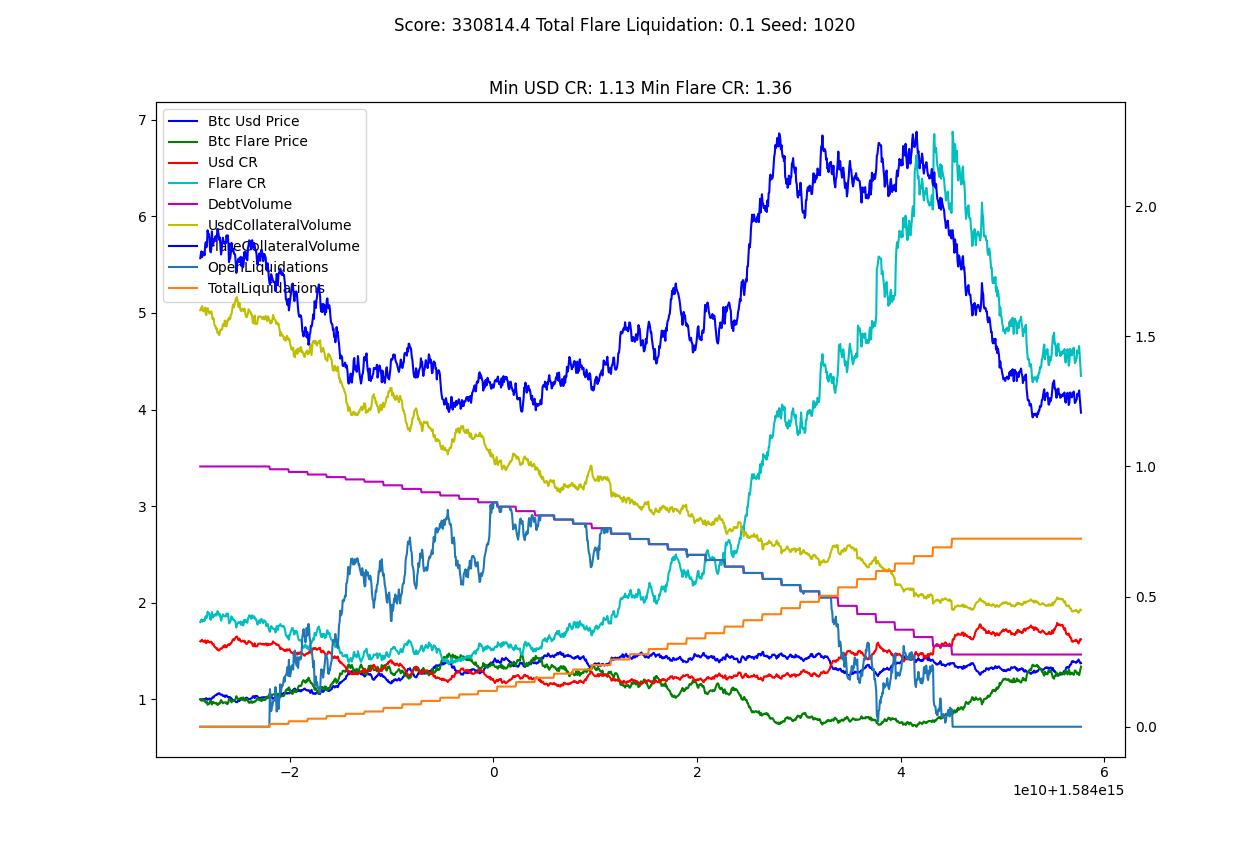 Score: 330814.4 Total Flare Liquidation: 0.1 Seed: 1020
Min USD CR: 1.13 Min Flare CR: 1.36
Btc Usd Price
Btc Flare Price
Usd CR
Flare CR
DebtVolume
UsdCollateralVolume
FlareCollateralVolume
OpenLiquidations
TotalLiquidations
7
6
5
4
3
2
1
2.0
1.5
1.0
0.5
0.0
−2
0
2
4
6
1e10+1.584e15